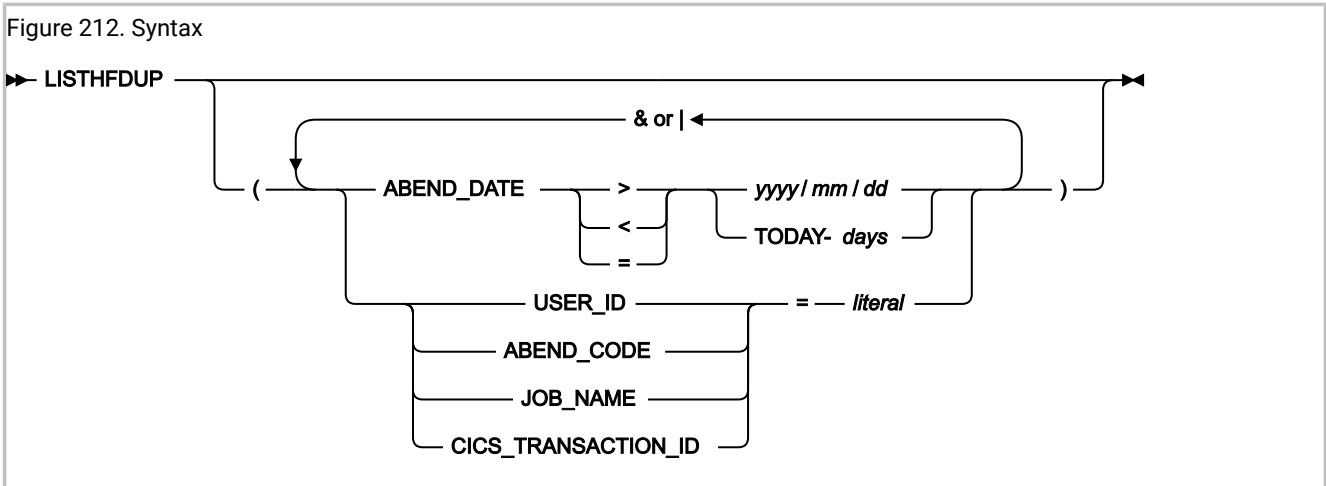 Figure 212. Syntax
LISTHFDUP
& or |
( ABEND_DATE > yyyy / mm / dd )
< TODAY- days
=
USER_ID = literal
ABEND_CODE
JOB_NAME
CICS_TRANSACTION_ID